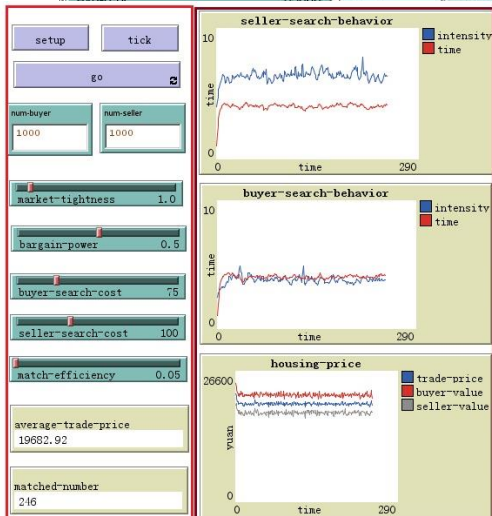 setup
tick
go
num-buyer
1000
num-seller
1000
market-tightness 1.0
bargain-power 0.5
buyer-search-cost 75
seller-search-cost 100
match-efficiency 0.05
average-trade-price
19682.92
matched-number
246
seller-search-behavior
10
time
0
time
290
intensity
time
buyer-search-behavior
10
time
0
time
290
intensity
time
housing-price
26600
yuan
0
time
290
trade-price
buyer-value
seller-value